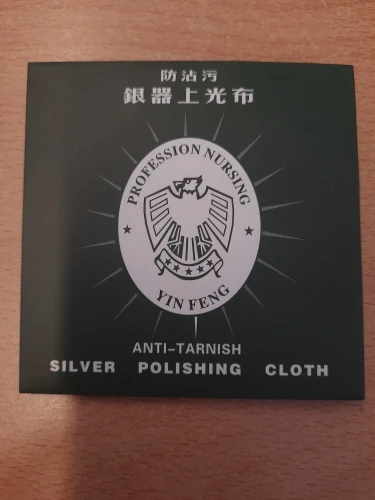 防沾污
銀器上光布
PROFESSION NURSING
YIN FENG
ANTI-TARNISH
SILVER POLISHING CLOTH